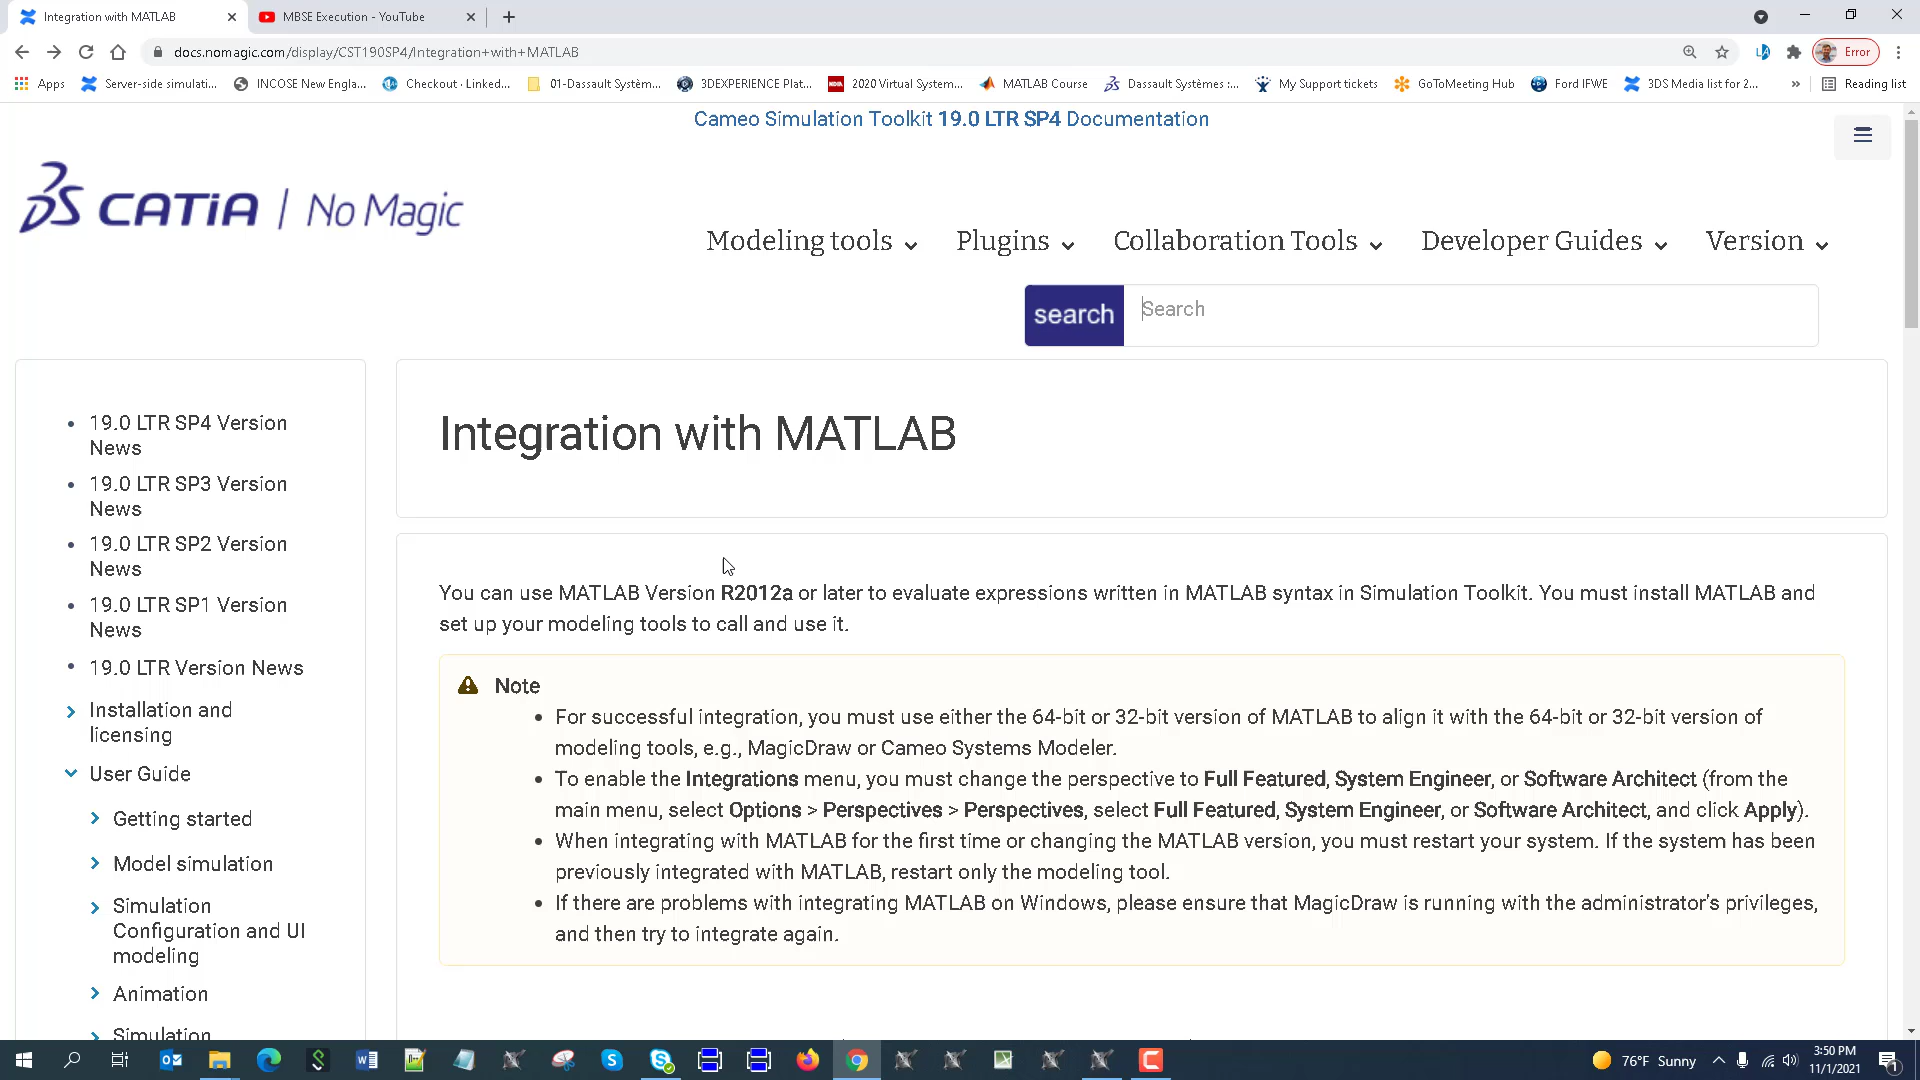 Integration with MATLAB
MBSE Execution - YouTube
docs.nomagic.com/display/CST190SP4/Integration+with+MATLAB
Error
Apps
Server-side simulati...
INCOSE New Engla...
Checkout · Linked...
01-Dassault Systèm...
3DEXPERIENCE Plat...
2020 Virtual System...
MATLAB Course
Dassault Systèmes :...
My Support tickets
GoToMeeting Hub
Ford IFWE
3DS Media list for 2...
»
Reading list
Cameo Simulation Toolkit 19.0 LTR SP4 Documentation
CATIA | No Magic
Modeling tools
Plugins
Collaboration Tools
Developer Guides
Version
search
Search
19.0 LTR SP4 Version
News
19.0 LTR SP3 Version
News
19.0 LTR SP2 Version
News
19.0 LTR SP1 Version
News
19.0 LTR Version News
Installation and
licensing
User Guide
Getting started
Model simulation
Simulation
Configuration and UI
modeling
Animation
Simulation
Integration with MATLAB
You can use MATLAB Version R2012a or later to evaluate expressions written in MATLAB syntax in Simulation Toolkit. You must install MATLAB and
set up your modeling tools to call and use it.
Note
• For successful integration, you must use either the 64-bit or 32-bit version of MATLAB to align it with the 64-bit or 32-bit version of
modeling tools, e.g., MagicDraw or Cameo Systems Modeler.
• To enable the Integrations menu, you must change the perspective to Full Featured, System Engineer, or Software Architect (from the
main menu, select Options > Perspectives > Perspectives, select Full Featured, System Engineer, or Software Architect, and click Apply).
• When integrating with MATLAB for the first time or changing the MATLAB version, you must restart your system. If the system has been
previously integrated with MATLAB, restart only the modeling tool.
• If there are problems with integrating MATLAB on Windows, please ensure that MagicDraw is running with the administrator's privileges,
and then try to integrate again.
76°F Sunny
3:50 PM
11/1/2021